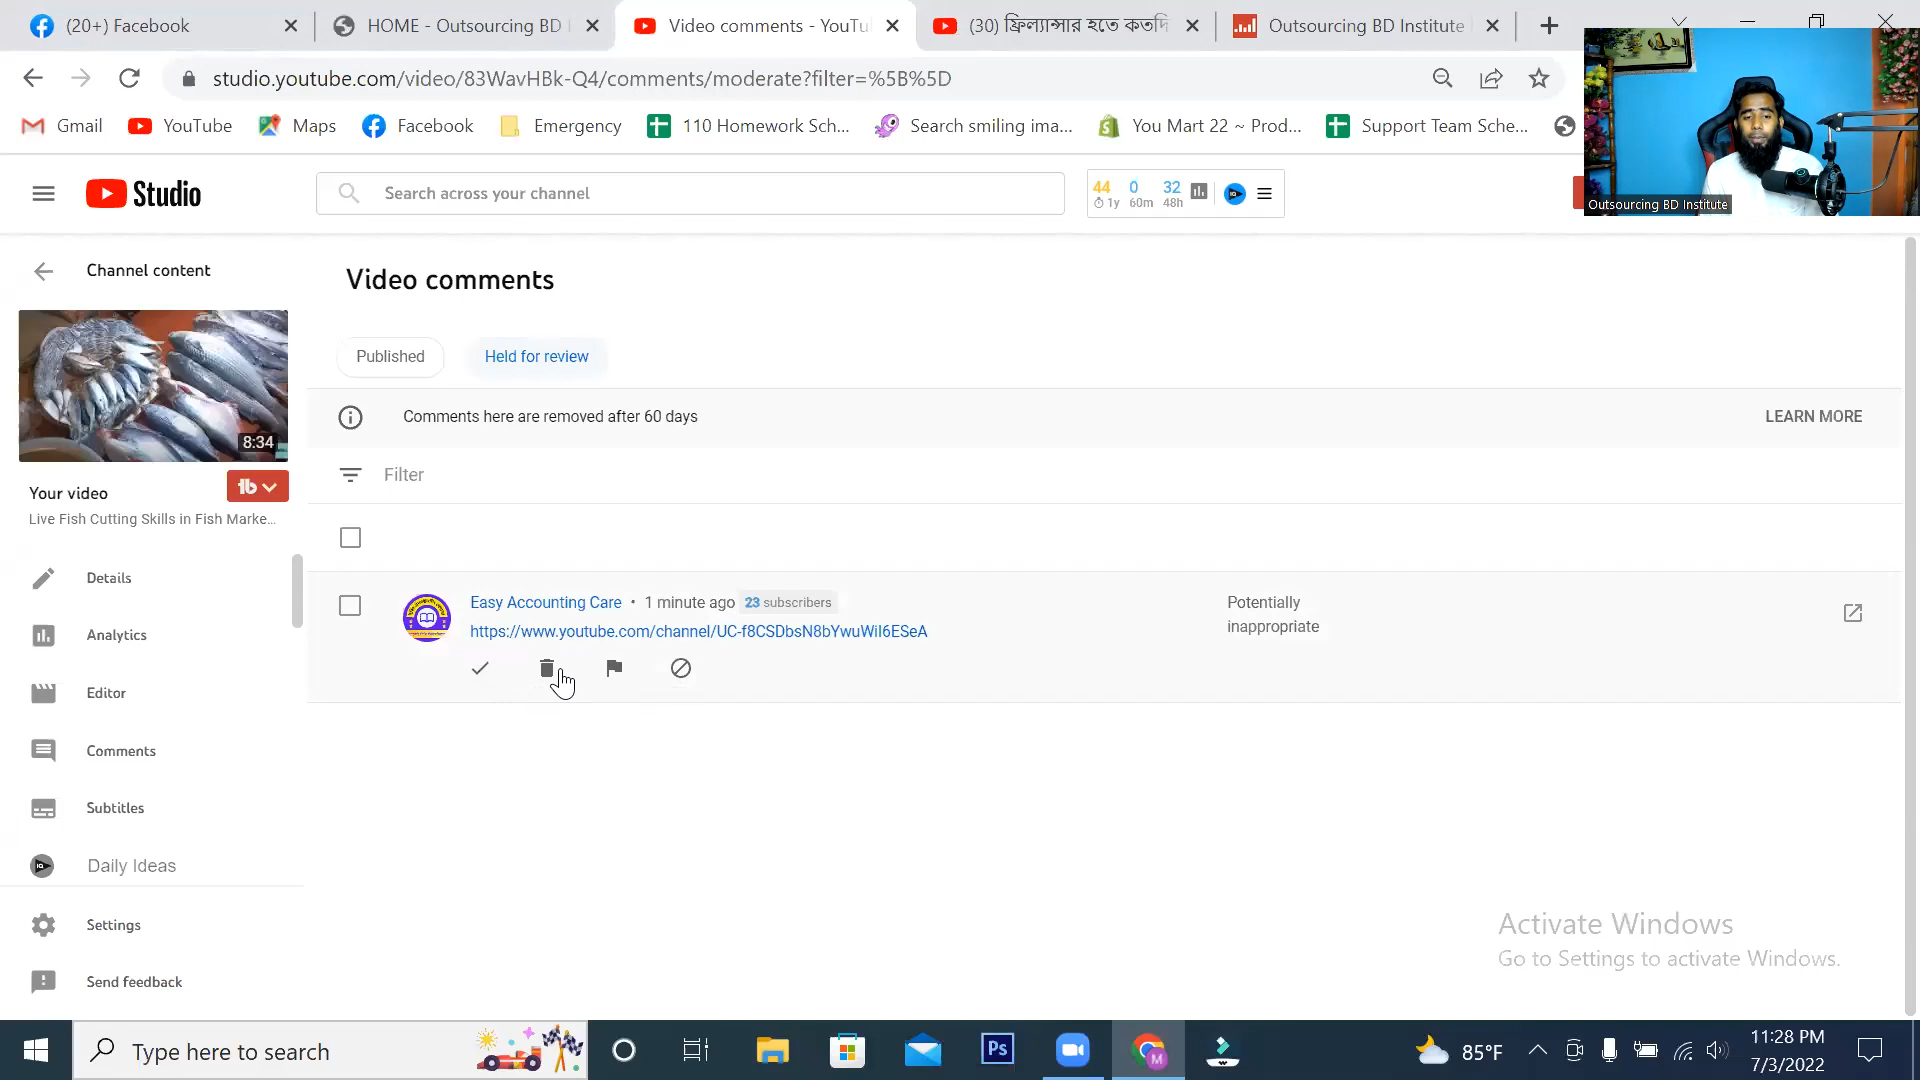 (20+) Facebook
HOME - Outsourcing BD
Video comments - YouTu
(30) ফ্রিল্যান্সার হতে কতদি
Outsourcing BD Institute
studio.youtube.com/video/83WavHBk-Q4/comments/moderate?filter=%5B%5D
Gmail
YouTube
Maps
Facebook
Emergency
110 Homework Sch...
Search smiling ima...
You Mart 22 ~ Prod...
Support Team Sche...
Outsourcing BD Institute
Studio
Search across your channel
44 0 32
1y 60m 48h
Channel content
8:34
Your video
Live Fish Cutting Skills in Fish Marke...
Details
Analytics
Editor
Comments
Subtitles
Daily Ideas
Settings
Send feedback
Video comments
Published
Held for review
Comments here are removed after 60 days
LEARN MORE
Filter
Easy Accounting Care • 1 minute ago 23 subscribers
https://www.youtube.com/channel/UC-f8CSDbsN8bYwuWil6ESeA
Potentially
inappropriate
Activate Windows
Go to Settings to activate Windows.
Type here to search
Ps
M
85°F
11:28 PM
7/3/2022